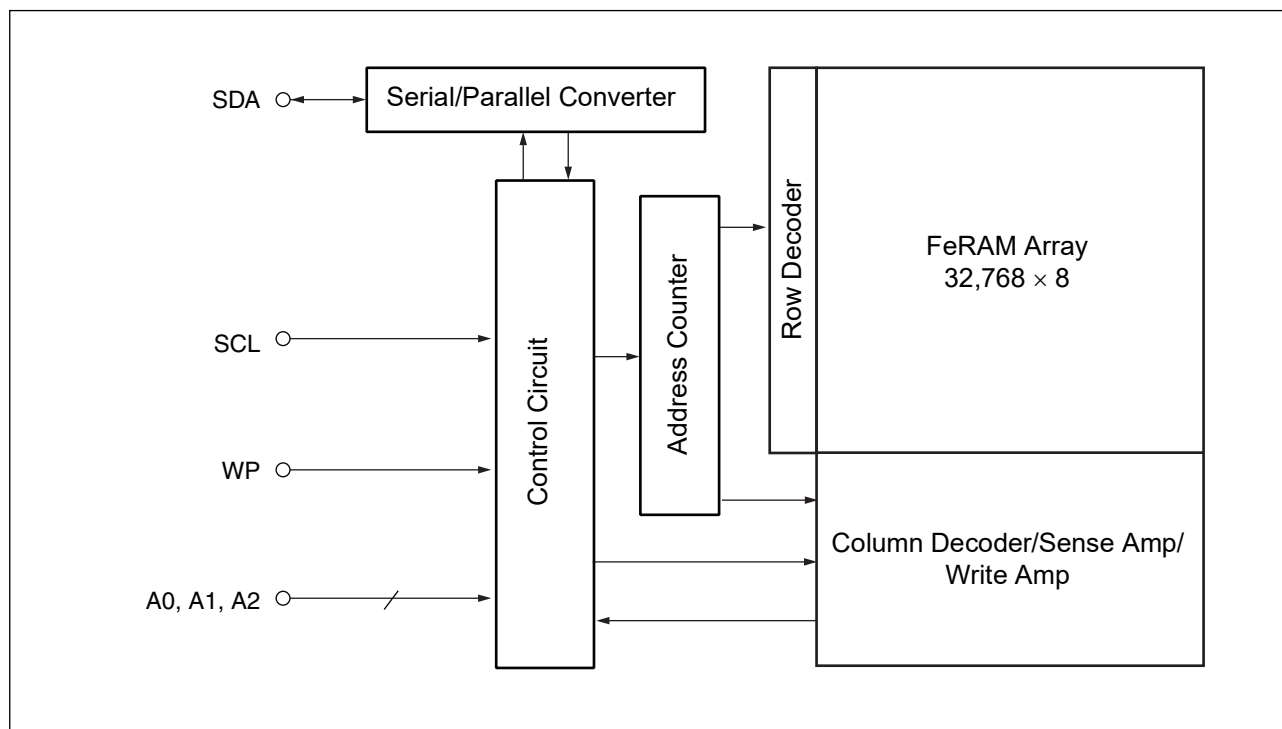 SDA
Serial/Parallel Converter
SCL
WP
A0, A1, A2
Control Circuit
Address Counter
Row Decoder
FeRAM Array
32,768 × 8
Column Decoder/Sense Amp/
Write Amp